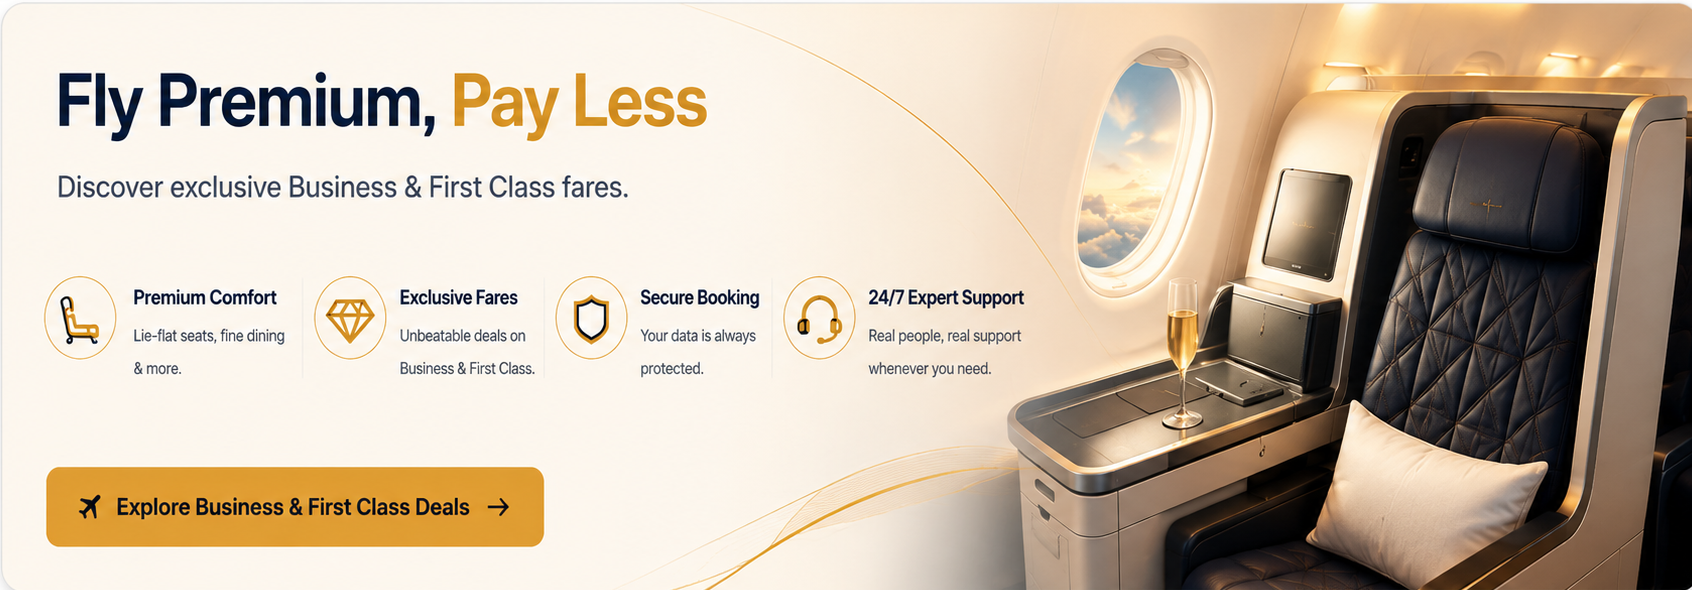 Fly Premium, Pay Less
Discover exclusive Business & First Class fares.
Premium Comfort
Lie-flat seats, fine dining
& more.
Exclusive Fares
Unbeatable deals on
Business & First Class.
Secure Booking
Your data is always
protected.
24/7 Expert Support
Real people, real support
whenever you need.
Explore Business & First Class Deals